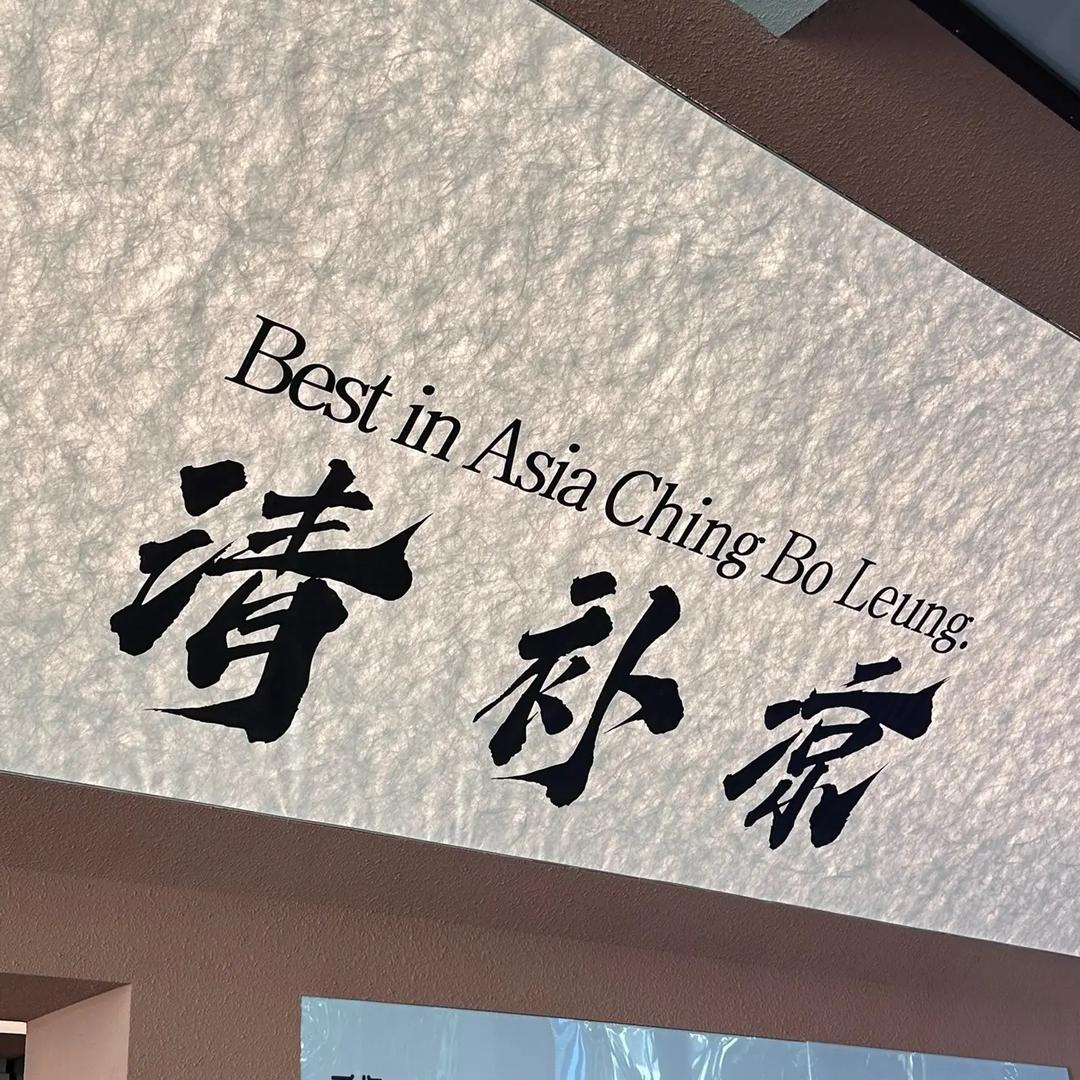 Best in Asia Ching Bo Leung.
清补凉